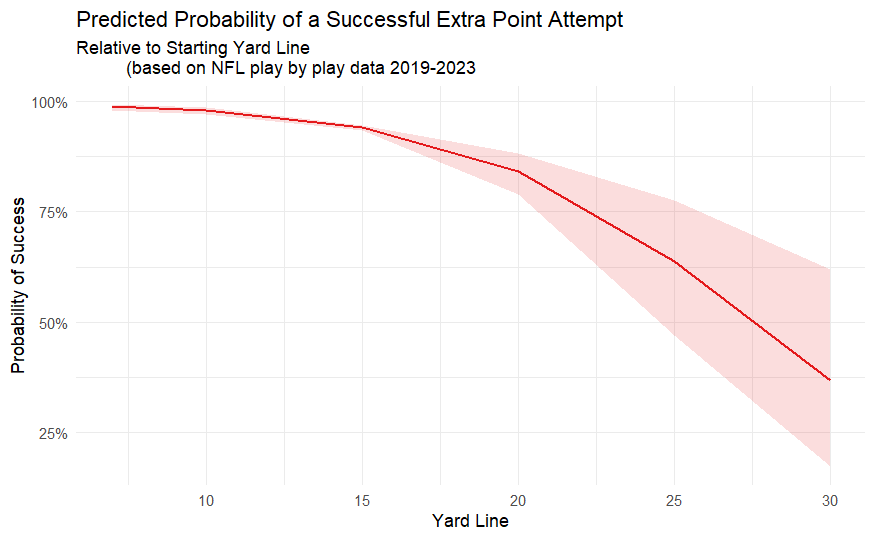 Predicted Probability of a Successful Extra Point Attempt
Relative to Starting Yard Line
(based on NFL play by play data 2019-2023
100%
75%
50%
25%
Probability of Success
10 15 20 25 30
Yard Line